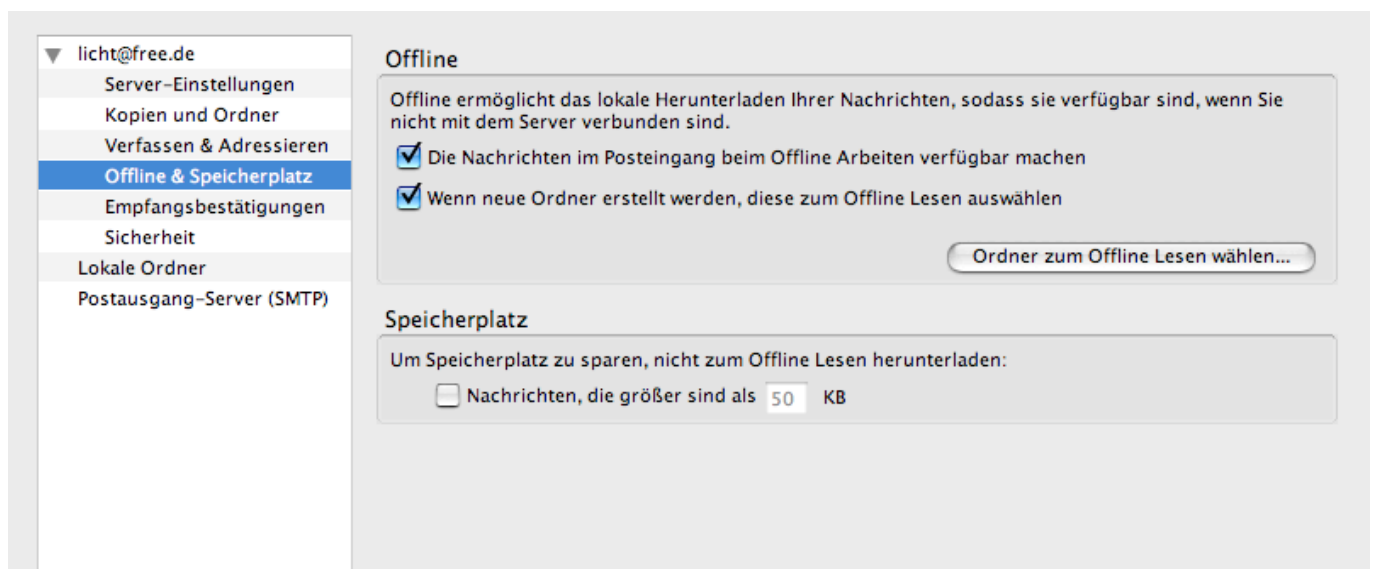 licht@free.de
Server-Einstellungen
Kopien und Ordner
Verfassen & Adressieren
Offline & Speicherplatz
Empfangsbestätigungen
Sicherheit
Lokale Ordner
Postausgang-Server (SMTP)
Offline
Offline ermöglicht das lokale Herunterladen Ihrer Nachrichten, sodass sie verfügbar sind, wenn Sie
nicht mit dem Server verbunden sind.
Die Nachrichten im Posteingang beim Offline Arbeiten verfügbar machen
Wenn neue Ordner erstellt werden, diese zum Offline Lesen auswählen
Ordner zum Offline Lesen wählen...
Speicherplatz
Um Speicherplatz zu sparen, nicht zum Offline Lesen herunterladen:
Nachrichten, die größer sind als 50 KB